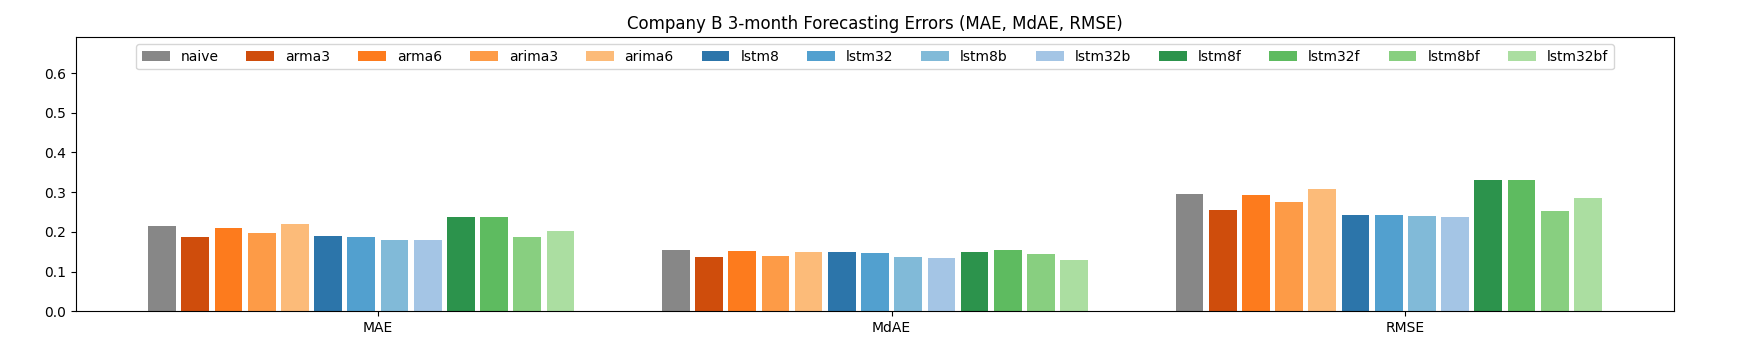 Company B 3-month Forecasting Errors (MAE, MdAE, RMSE)
naive arma3 arma6 arima3 arima6 lstm8 lstm32 lstm8b lstm32b lstm8f lstm32f lstm8bf lstm32bf
0.6
0.5
0.4
0.3
0.2
0.1
0.0
MAE MdAE RMSE